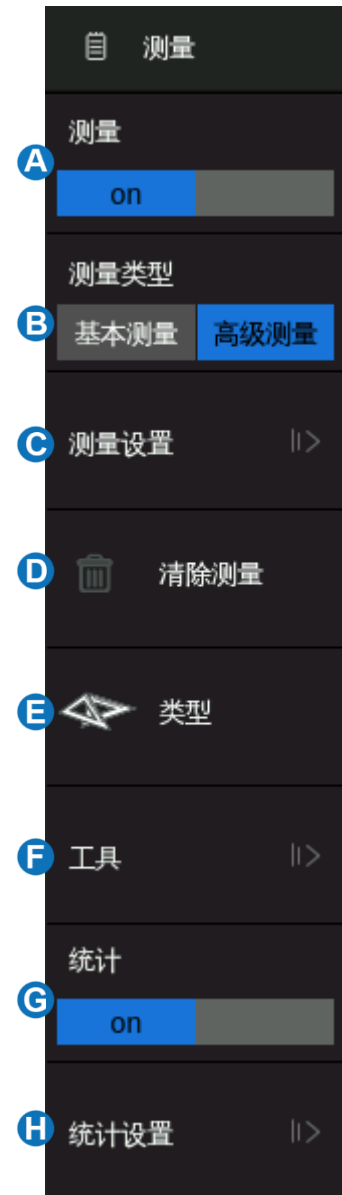 测量
测量
A
on
测量类型
B
基本测量 高级测量
C 测量设置
D 清除测量
E 类型
F 工具
统计
G
on
H 统计设置